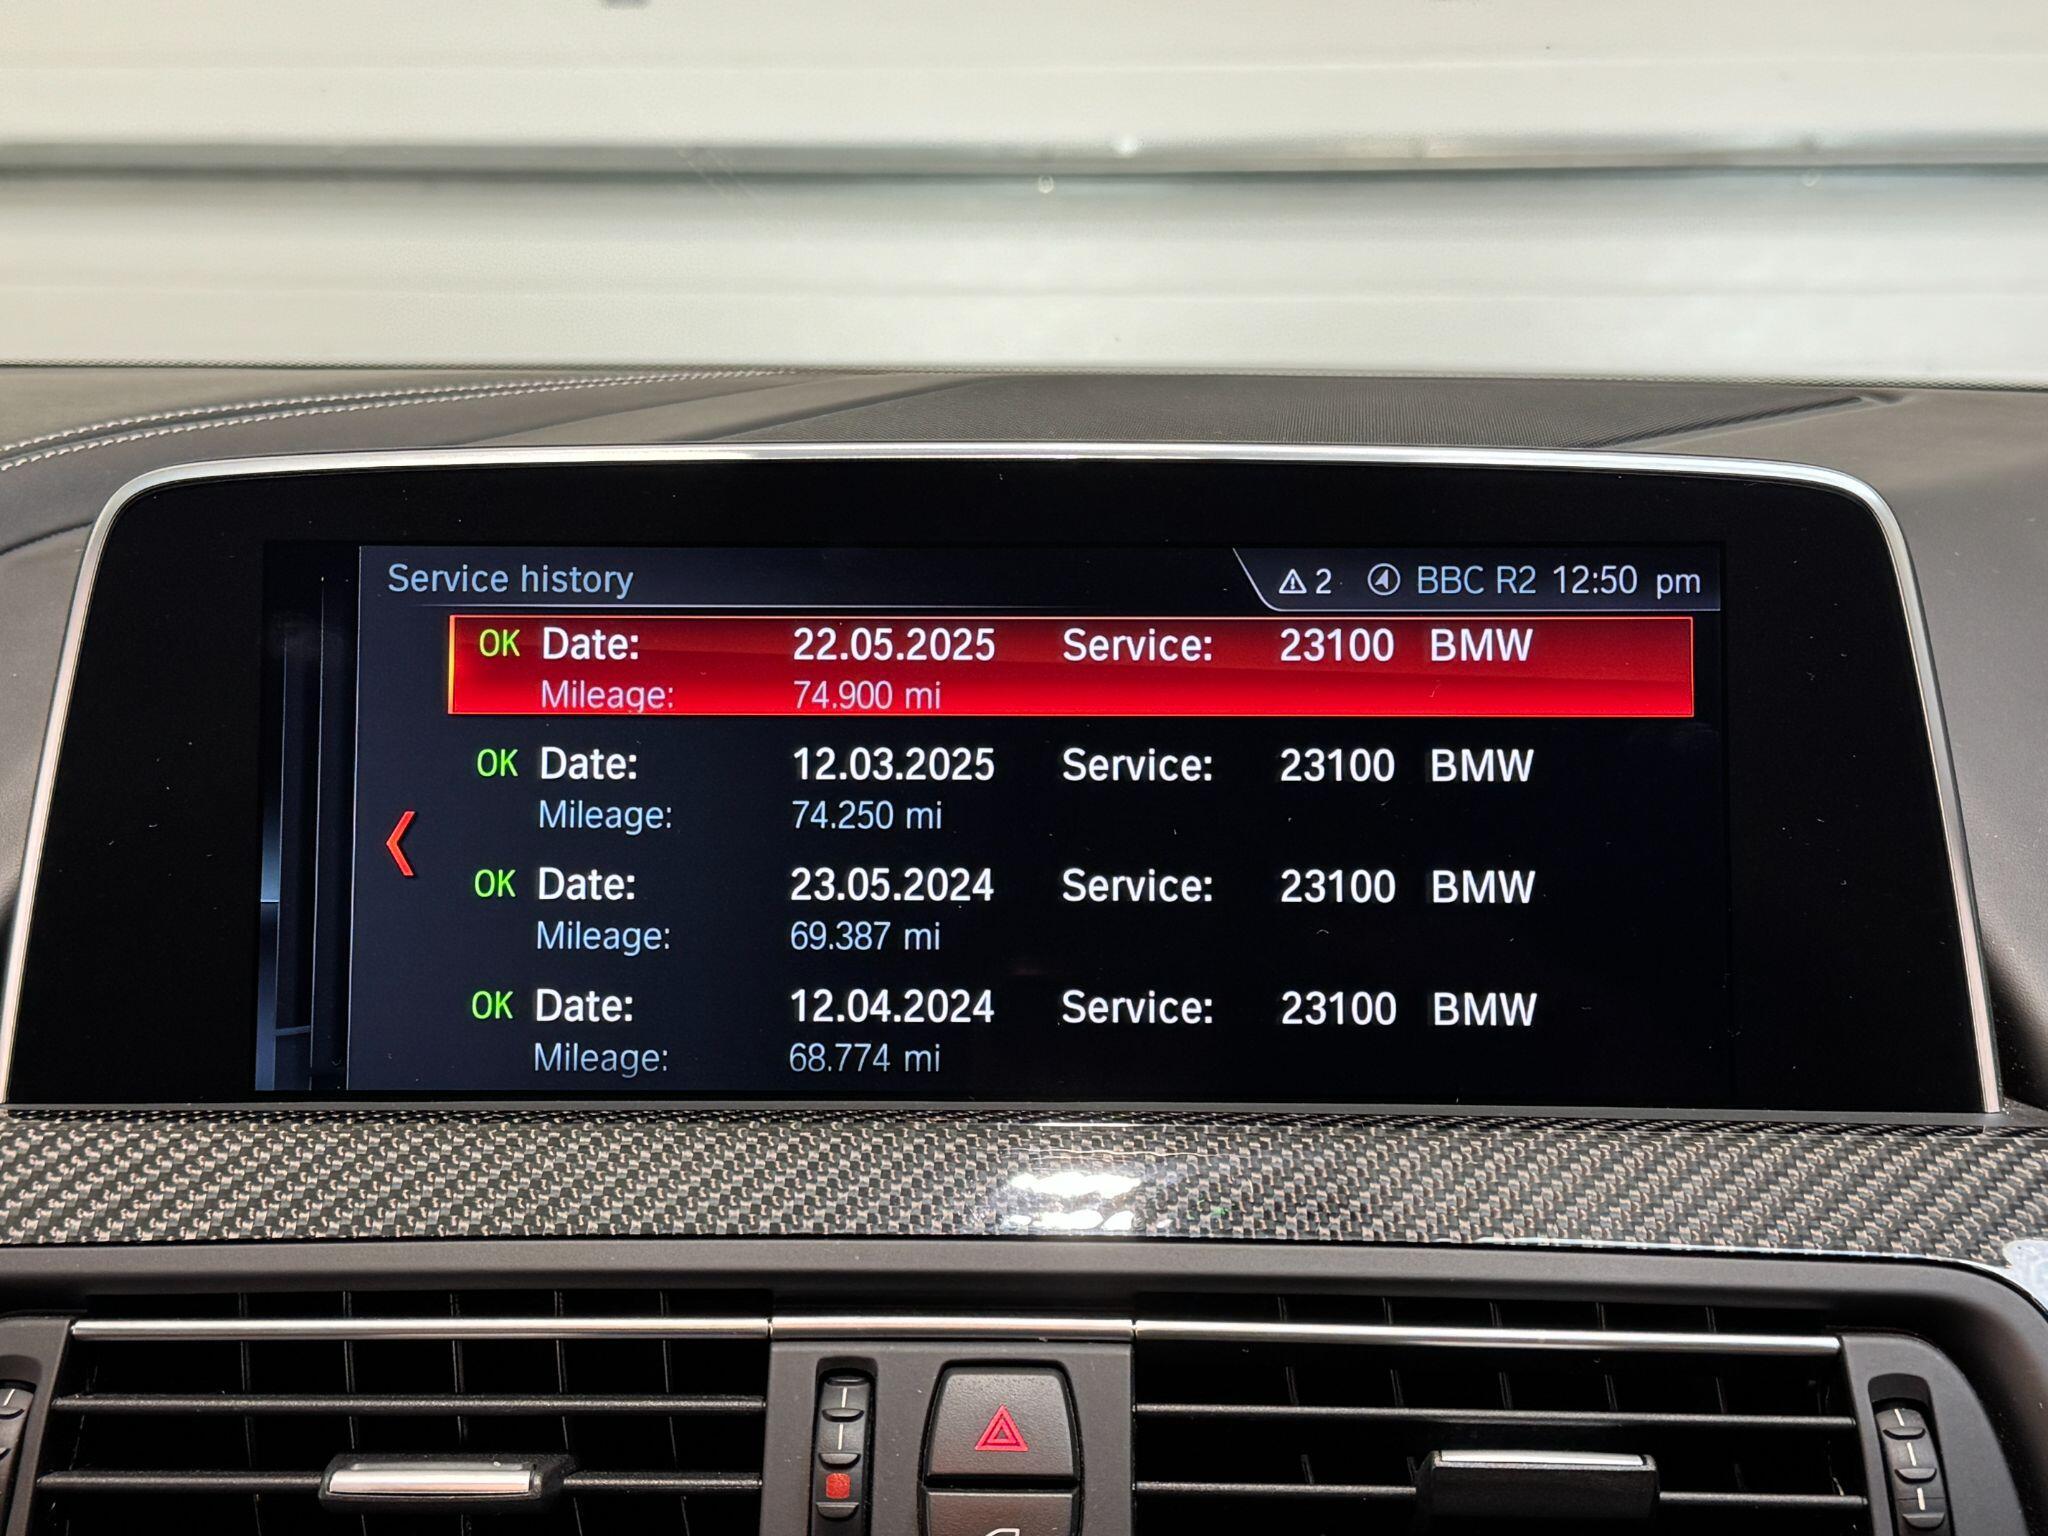 Service history 2 BBC R2 12:50 pm
OK Date: 22.05.2025 Service: 23100 BMW
Mileage: 74.900 mi
OK Date: 12.03.2025 Service: 23100 BMW
Mileage: 74.250 mi
OK Date: 23.05.2024 Service: 23100 BMW
Mileage: 69.387 mi
OK Date: 12.04.2024 Service: 23100 BMW
Mileage: 68.774 mi